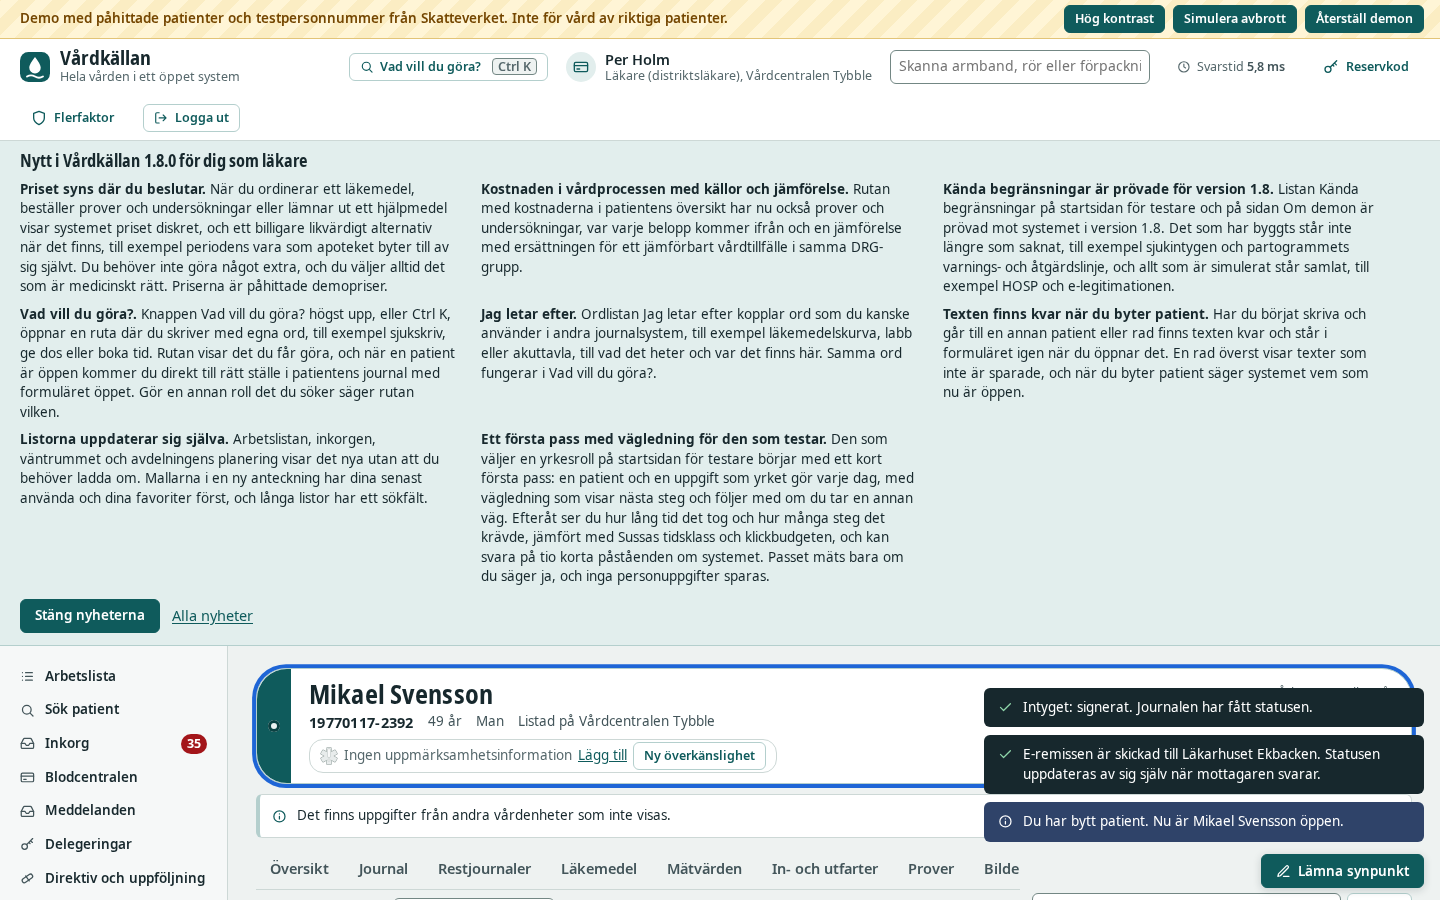 Demo med påhittade patienter och testpersonnummer från Skatteverket. Inte för vård av riktiga patienter.
Hög kontrast
Simulera avbrott
Återställ demon
Vårdkällan
Hela vården i ett öppet system
Vad vill du göra? Ctrl K
Per Holm
Läkare (distriktsläkare), Vårdcentralen Tybble
Skanna armband, rör eller förpackni
Svarstid 5,8 ms
Reservkod
Flerfaktor
Logga ut
Nytt i Vårdkällan 1.8.0 för dig som läkare
Priset syns där du beslutar. När du ordinerar ett läkemedel,
beställer prover och undersökningar eller lämnar ut ett hjälpmedel
visar systemet priset diskret, och ett billigare likvärdigt alternativ
när det finns, till exempel periodens vara som apoteket byter till av
sig självt. Du behöver inte göra något extra, och du väljer alltid det
som är medicinskt rätt. Priserna är påhittade demopriser.
Kostnaden i vårdprocessen med källor och jämförelse. Rutan
med kostnaderna i patientens översikt har nu också prover och
undersökningar, var varje belopp kommer ifrån och en jämförelse
med ersättningen för ett jämförbart vårdtillfälle i samma DRG-
grupp.
Kända begränsningar är prövade för version 1.8. Listan Kända
begränsningar på startsidan för testare och på sidan Om demon är
prövad mot systemet i version 1.8. Det som har byggts står inte
längre som saknat, till exempel sjukintygen och partogrammets
varnings- och åtgärdslinje, och allt som är simulerat står samlat, till
exempel HOSP och e-legitimationen.
Vad vill du göra?. Knappen Vad vill du göra? högst upp, eller Ctrl K,
öppnar en ruta där du skriver med egna ord, till exempel sjukskriv,
ge dos eller boka tid. Rutan visar det du får göra, och när en patient
är öppen kommer du direkt till rätt ställe i patientens journal med
formuläret öppet. Gör en annan roll det du söker säger rutan
vilken.
Jag letar efter. Ordlistan Jag letar efter kopplar ord som du kanske
använder i andra journalsystem, till exempel läkemedelskurva, labb
eller akuttavla, till vad det heter och var det finns här. Samma ord
fungerar i Vad vill du göra?.
Texten finns kvar när du byter patient. Har du börjat skriva och
går till en annan patient eller rad finns texten kvar och står i
formuläret igen när du öppnar det. En rad överst visar texter som
inte är sparade, och när du byter patient säger systemet vem som
nu är öppen.
Listorna uppdaterar sig själva. Arbetslistan, inkorgen,
väntrummet och avdelningens planering visar det nya utan att du
behöver ladda om. Mallarna i en ny anteckning har dina senast
använda och dina favoriter först, och långa listor har ett sökfält.
Ett första pass med vägledning för den som testar. Den som
väljer en yrkesroll på startsidan för testare börjar med ett kort
första pass: en patient och en uppgift som yrket gör varje dag, med
vägledning som visar nästa steg och följer med om du tar en annan
väg. Efteråt ser du hur lång tid det tog och hur många steg det
krävde, jämfört med Sussas tidsklass och klickbudgeten, och kan
svara på tio korta påståenden om systemet. Passet mäts bara om
du säger ja, och inga personuppgifter sparas.
Stäng nyheterna
Alla nyheter
Arbetslista
Sök patient
Inkorg 35
Blodcentralen
Meddelanden
Delegeringar
Direktiv och uppföljning
Mikael Svensson
19770117-2392 49 år Man Listad på Vårdcentralen Tybble
Ingen uppmärksamhetsinformation Lägg till Ny överkänslighet
Det finns uppgifter från andra vårdenheter som inte visas.
Intyget: signerat. Journalen har fått statusen.
E-remissen är skickad till Läkarhuset Ekbacken. Statusen
uppdateras av sig själv när mottagaren svarar.
Du har bytt patient. Nu är Mikael Svensson öppen.
Översikt Journal Restjournaler Läkemedel Mätvärden In- och utfarter Prover Bilde
Lämna synpunkt